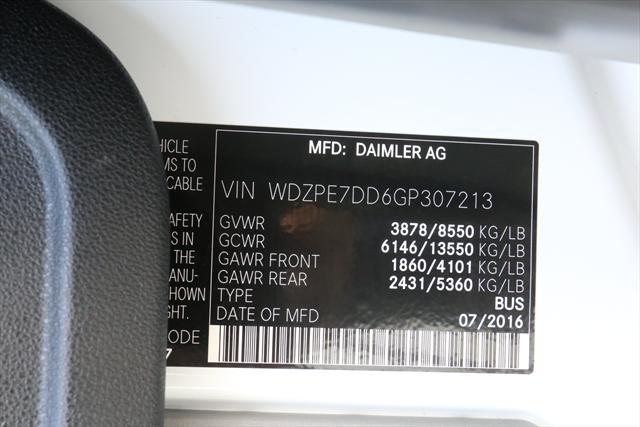 HICLE
MS TO
CABLE
SAFETY
S IN
THE
ANU-
HOWN
GHT.
ODE
7
MFD: DAIMLER AG
VIN WDZPE7DD6GP307213
GVWR 3878/8550 KG/LB
GCWR 6146/13550 KG/LB
GAWR FRONT 1860/4101 KG/LB
GAWR REAR 2431/5360 KG/LB
TYPE BUS
DATE OF MFD 07/2016